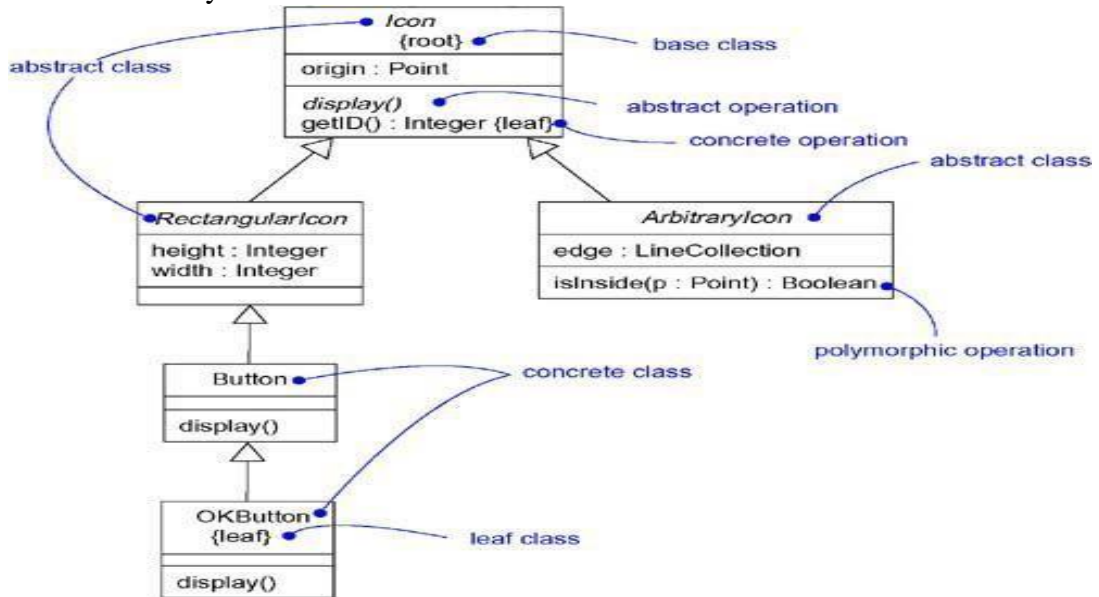 Icon
{root}
base class
abstract class
origin : Point
display()
abstract operation
getID() : Integer {leaf}
concrete operation
abstract class
RectangularIcon
ArbitraryIcon
height : Integer
width : Integer
edge : LineCollection
isInside(p : Point) : Boolean
polymorphic operation
Button
concrete class
display()
OKButton
{leaf}
leaf class
display()